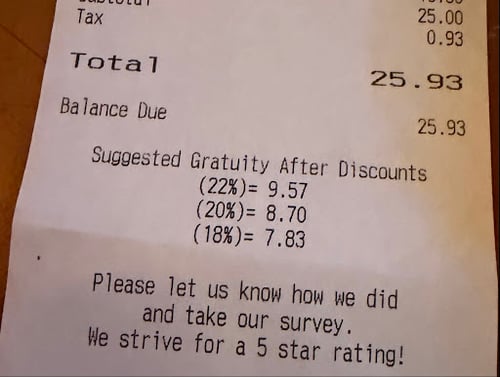 Subtotal
25.00
Tax 0.93
Total 25.93
Balance Due 25.93
Suggested Gratuity After Discounts
(22%)= 9.57
(20%)= 8.70
(18%)= 7.83
Please let us know how we did
and take our survey.
We strive for a 5 star rating!